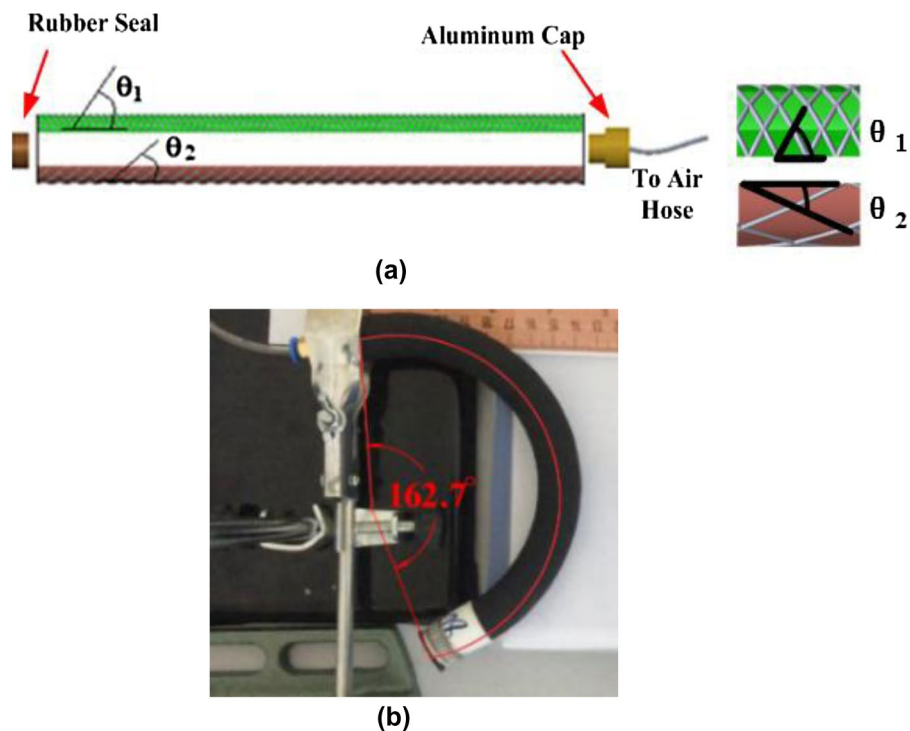 Rubber Seal
Aluminum Cap
θ1
θ2
To Air
Hose
θ 1
θ 2
(a)
162.7°
(b)